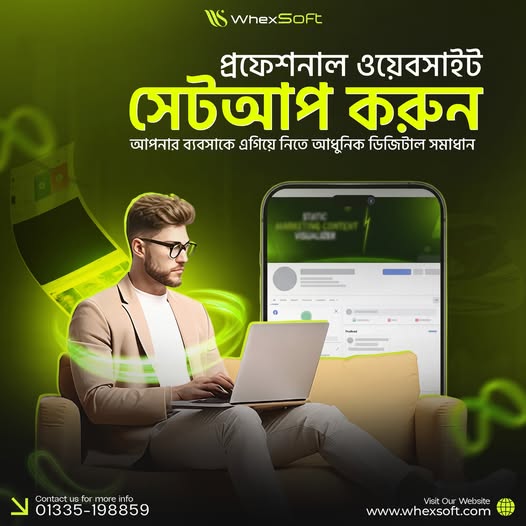 WHEXSOFT
প্রফেশনাল ওয়েবসাইট
সেটআপ করুন
আপনার ব্যবসাকে এগিয়ে নিতে আধুনিক ডিজিটাল সমাধান
STATIC
MARKETING CONTENT
VISUALIZER
Contact us for more info
01335-198859
Visit Our Website
www.whexsoft.com